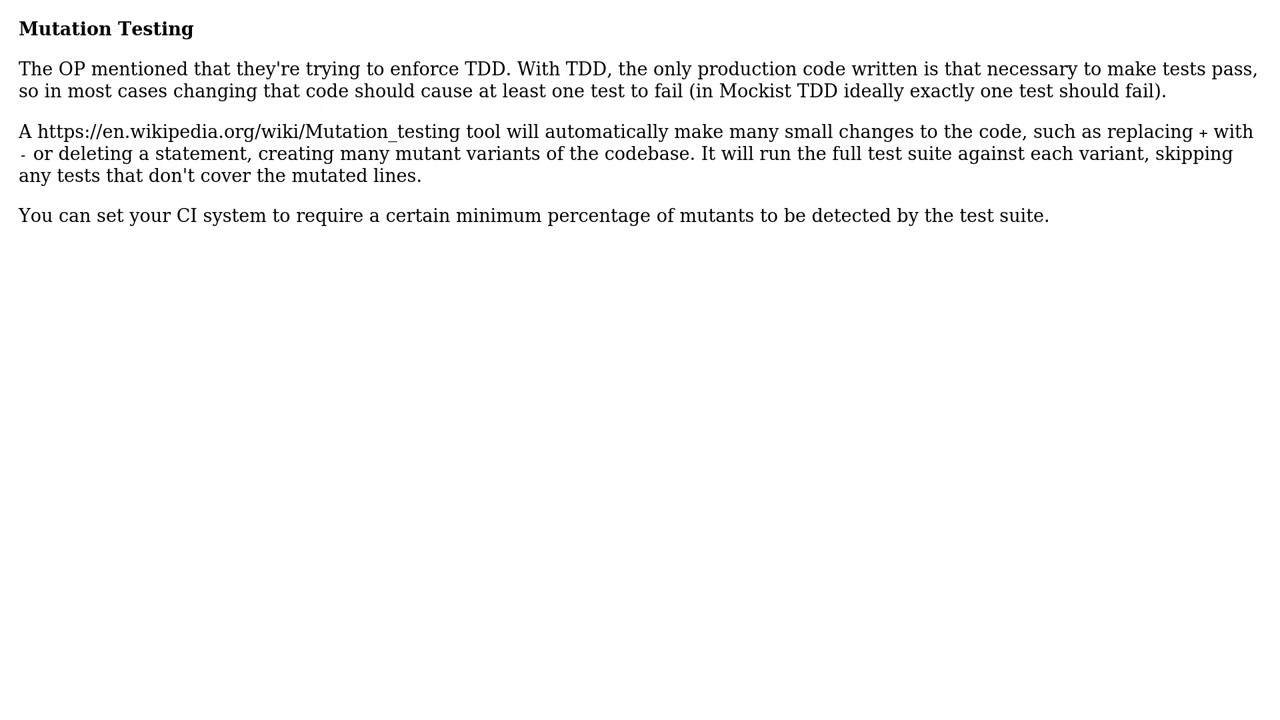 Mutation Testing
The OP mentioned that they're trying to enforce TDD. With TDD, the only production code written is that necessary to make tests pass,
so in most cases changing that code should cause at least one test to fail (in Mockist TDD ideally exactly one test should fail).
A https://en.wikipedia.org/wiki/Mutation_testing tool will automatically make many small changes to the code, such as replacing + with
- or deleting a statement, creating many mutant variants of the codebase. It will run the full test suite against each variant, skipping
any tests that don't cover the mutated lines.
You can set your CI system to require a certain minimum percentage of mutants to be detected by the test suite.